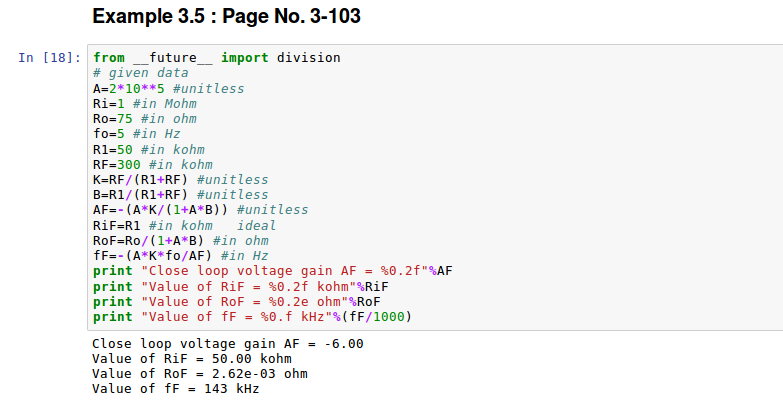 Example 3.5 : Page No. 3-103
In [18]: from __future__ import division
# given data
A=2*10**5 #unitless
Ri=1 #in Mohm
Ro=75 #in ohm
fo=5 #in Hz
R1=50 #in kohm
RF=300 #in kohm
K=RF/(R1+RF) #unitless
B=R1/(R1+RF) #unitless
AF=-(A*K/(1+A*B)) #unitless
RiF=R1 #in kohm   ideal
RoF=Ro/(1+A*B) #in ohm
fF=-(A*K*fo/AF) #in Hz
print "Close loop voltage gain AF = %0.2f"%AF
print "Value of RiF = %0.2f kohm"%RiF
print "Value of RoF = %0.2e ohm"%RoF
print "Value of fF = %0.f kHz"%(fF/1000)
Close loop voltage gain AF = -6.00
Value of RiF = 50.00 kohm
Value of RoF = 2.62e-03 ohm
Value of fF = 143 kHz